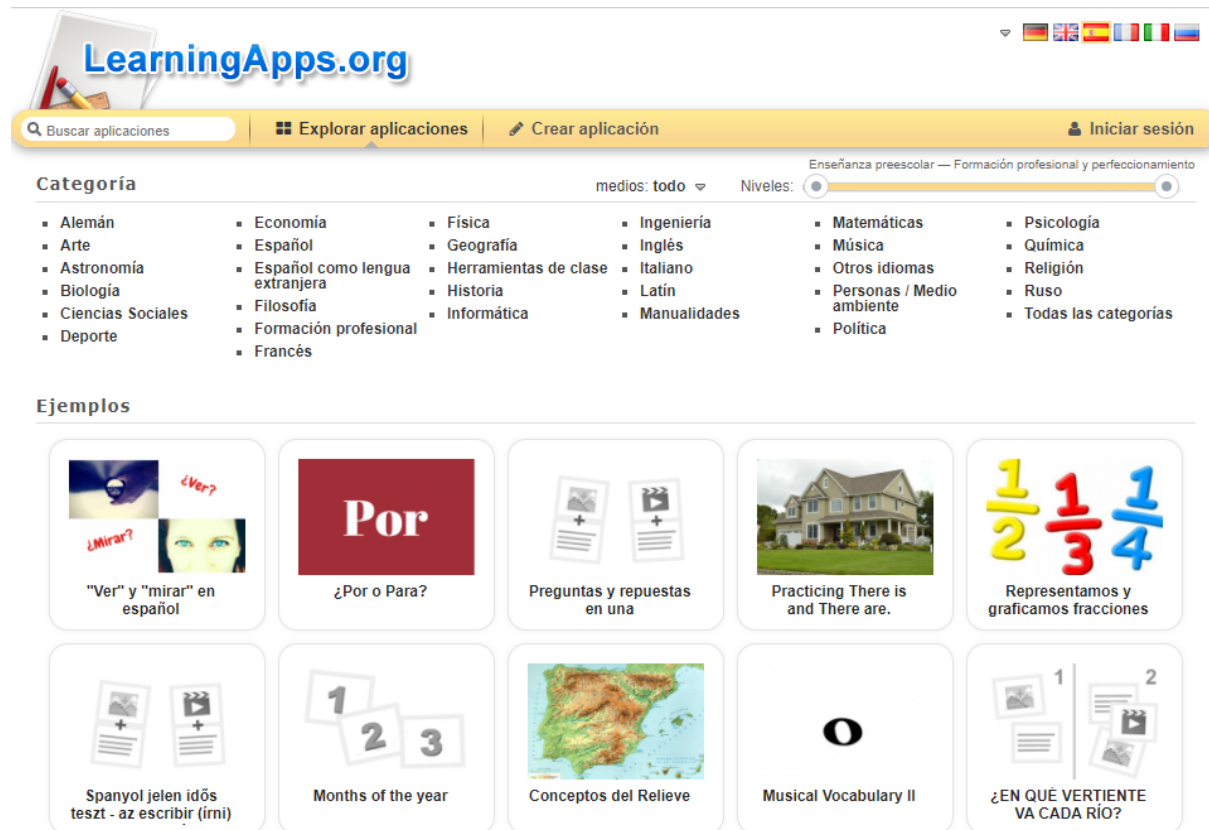 LearningApps.org
Buscar aplicaciones
Explorar aplicaciones
Crear aplicación
Iniciar sesión
Enseñanza preescolar — Formación profesional y perfeccionamiento
Categoría
medios: todo
Niveles:
Alemán
Arte
Astronomía
Biología
Ciencias Sociales
Deporte
Economía
Español
Español como lengua
extranjera
Filosofía
Formación profesional
Francés
Física
Geografía
Herramientas de clase
Historia
Informática
Ingeniería
Inglés
Italiano
Latín
Manualidades
Matemáticas
Música
Otros idiomas
Personas / Medio
ambiente
Política
Psicología
Química
Religión
Ruso
Todas las categorías
Ejemplos
¿Ver?
¿Mirar?
"Ver" y "mirar" en
español
Por
¿Por o Para?
Preguntas y repuestas
en una
Practicing There is
and There are.
1/2 1/3 1/4
Representamos y
graficamos fracciones
Spanyol jelen idős
teszt - az escribir (írni)
1 2 3
Months of the year
Conceptos del Relieve
Musical Vocabulary II
1 2
¿EN QUÉ VERTIENTE
VA CADA RÍO?